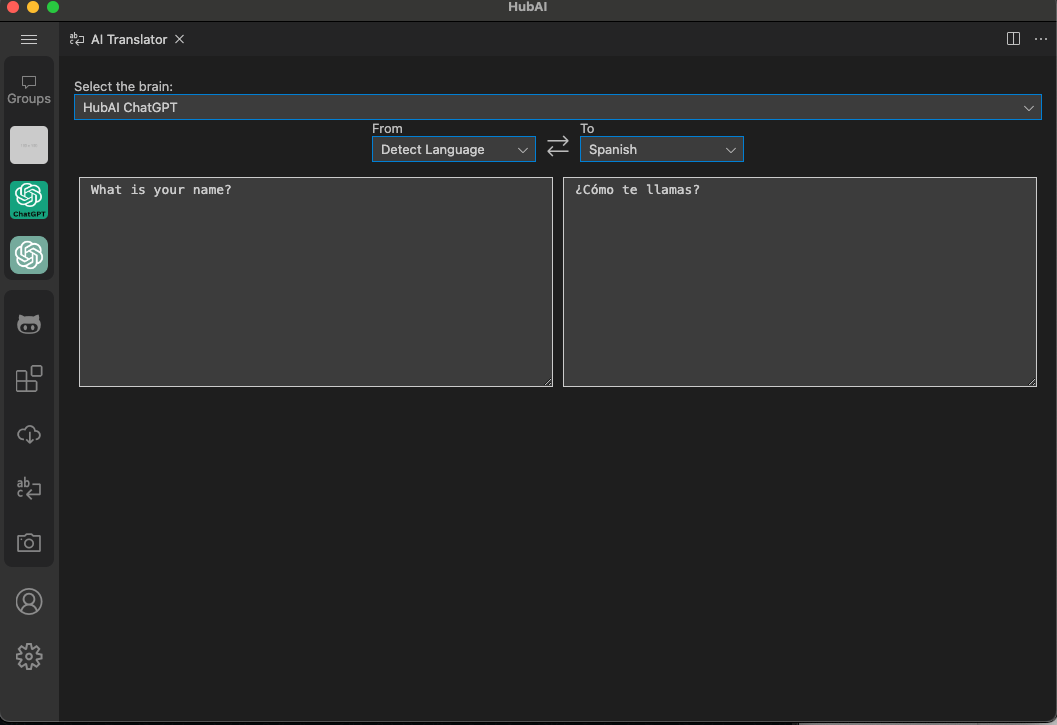 HubAI
AI Translator
Groups
Select the brain:
HubAI ChatGPT
From
To
Detect Language
Spanish
What is your name?
¿Cómo te llamas?
ChatGPT
ab
c